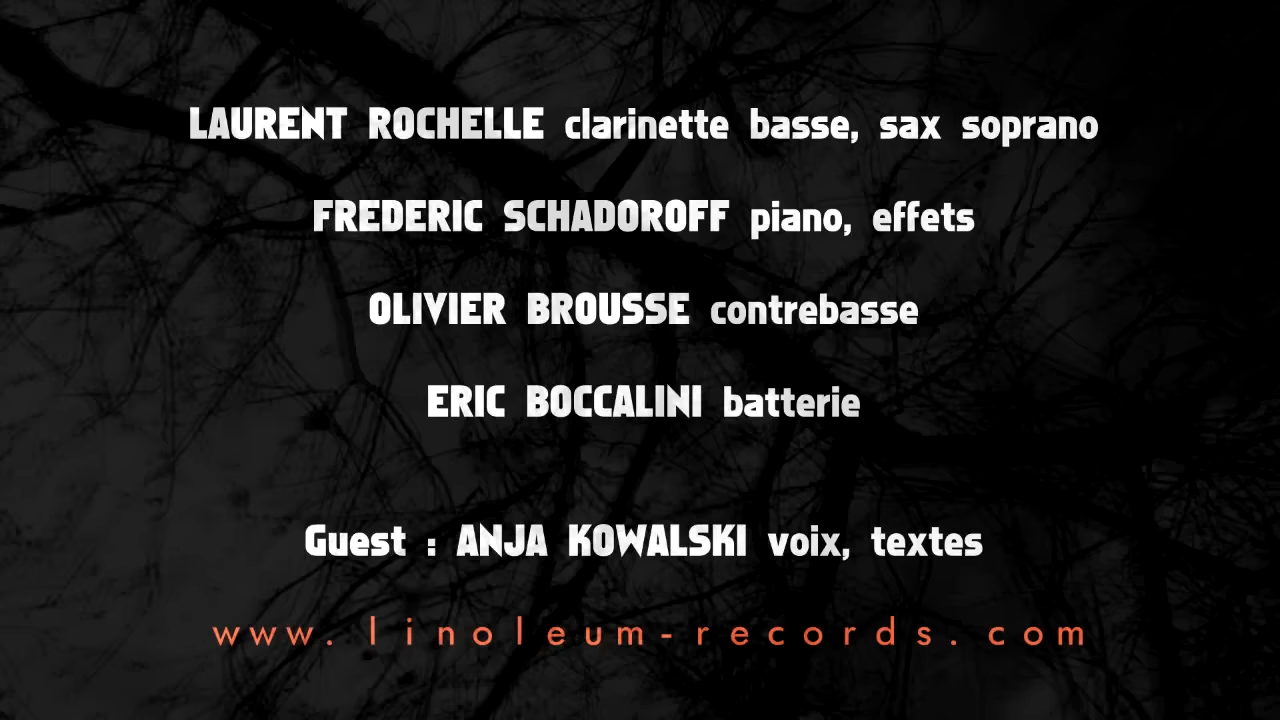 LAURENT ROCHELLE clarinette basse, sax soprano
FREDERIC SCHADOROFF piano, effets
OLIVIER BROUSSE contrebasse
ERIC BOCCALINI batterie
Guest : ANJA KOWALSKI voix, textes
www.linoleum-records.com